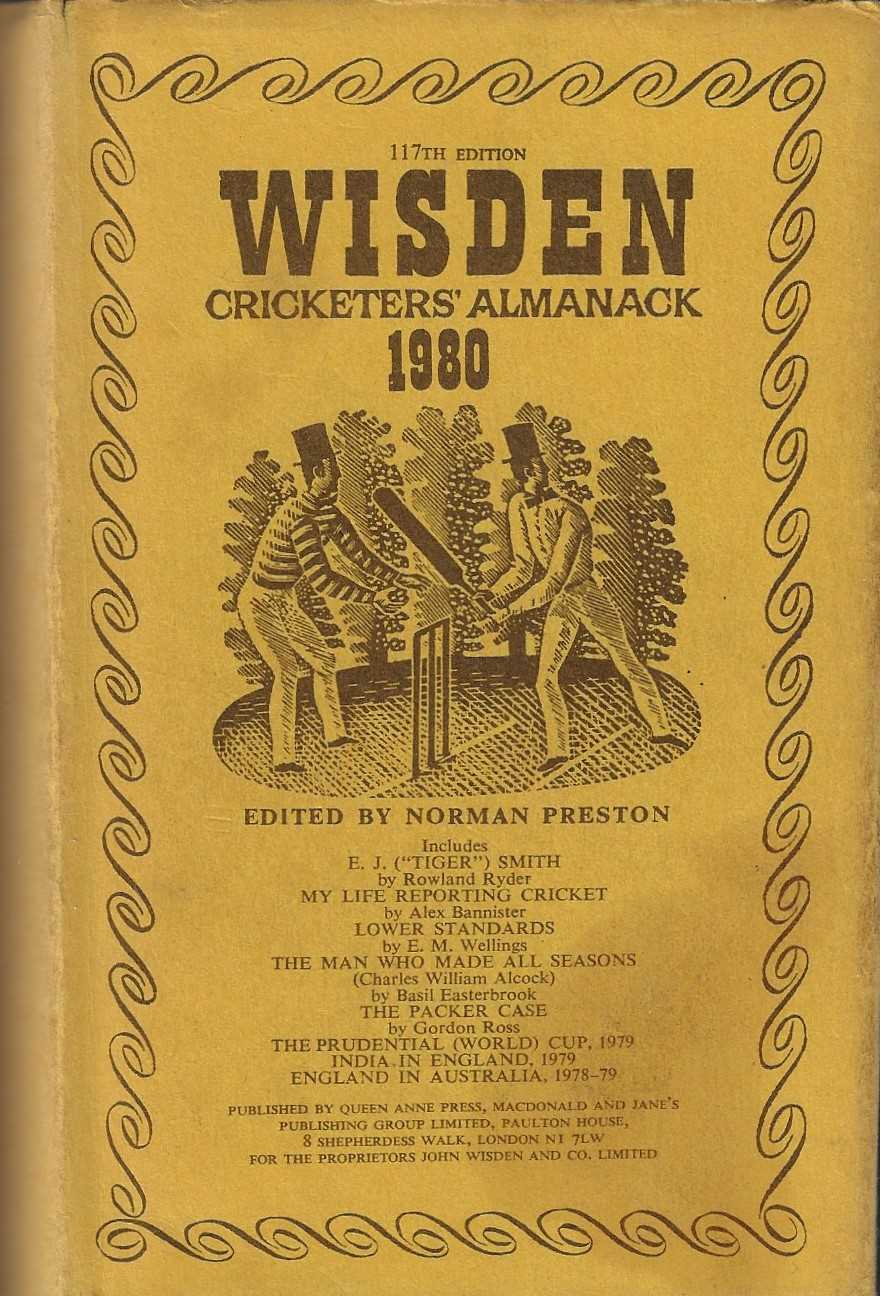 117TH EDITION
WISDEN
CRICKETERS' ALMANACK
1980
EDITED BY NORMAN PRESTON
Includes
E. J. ("TIGER") SMITH
by Rowland Ryder
MY LIFE REPORTING CRICKET
by Alex Bannister
LOWER STANDARDS
by E. M. Wellings
THE MAN WHO MADE ALL SEASONS
(Charles William Alcock)
by Basil Easterbrook
THE PACKER CASE
by Gordon Ross
THE PRUDENTIAL (WORLD) CUP, 1979
INDIA IN ENGLAND, 1979
ENGLAND IN AUSTRALIA, 1978–79
PUBLISHED BY QUEEN ANNE PRESS, MACDONALD AND JANE'S
PUBLISHING GROUP LIMITED, PAULTON HOUSE,
8 SHEPHERDESS WALK, LONDON N1 7LW
FOR THE PROPRIETORS JOHN WISDEN AND CO. LIMITED